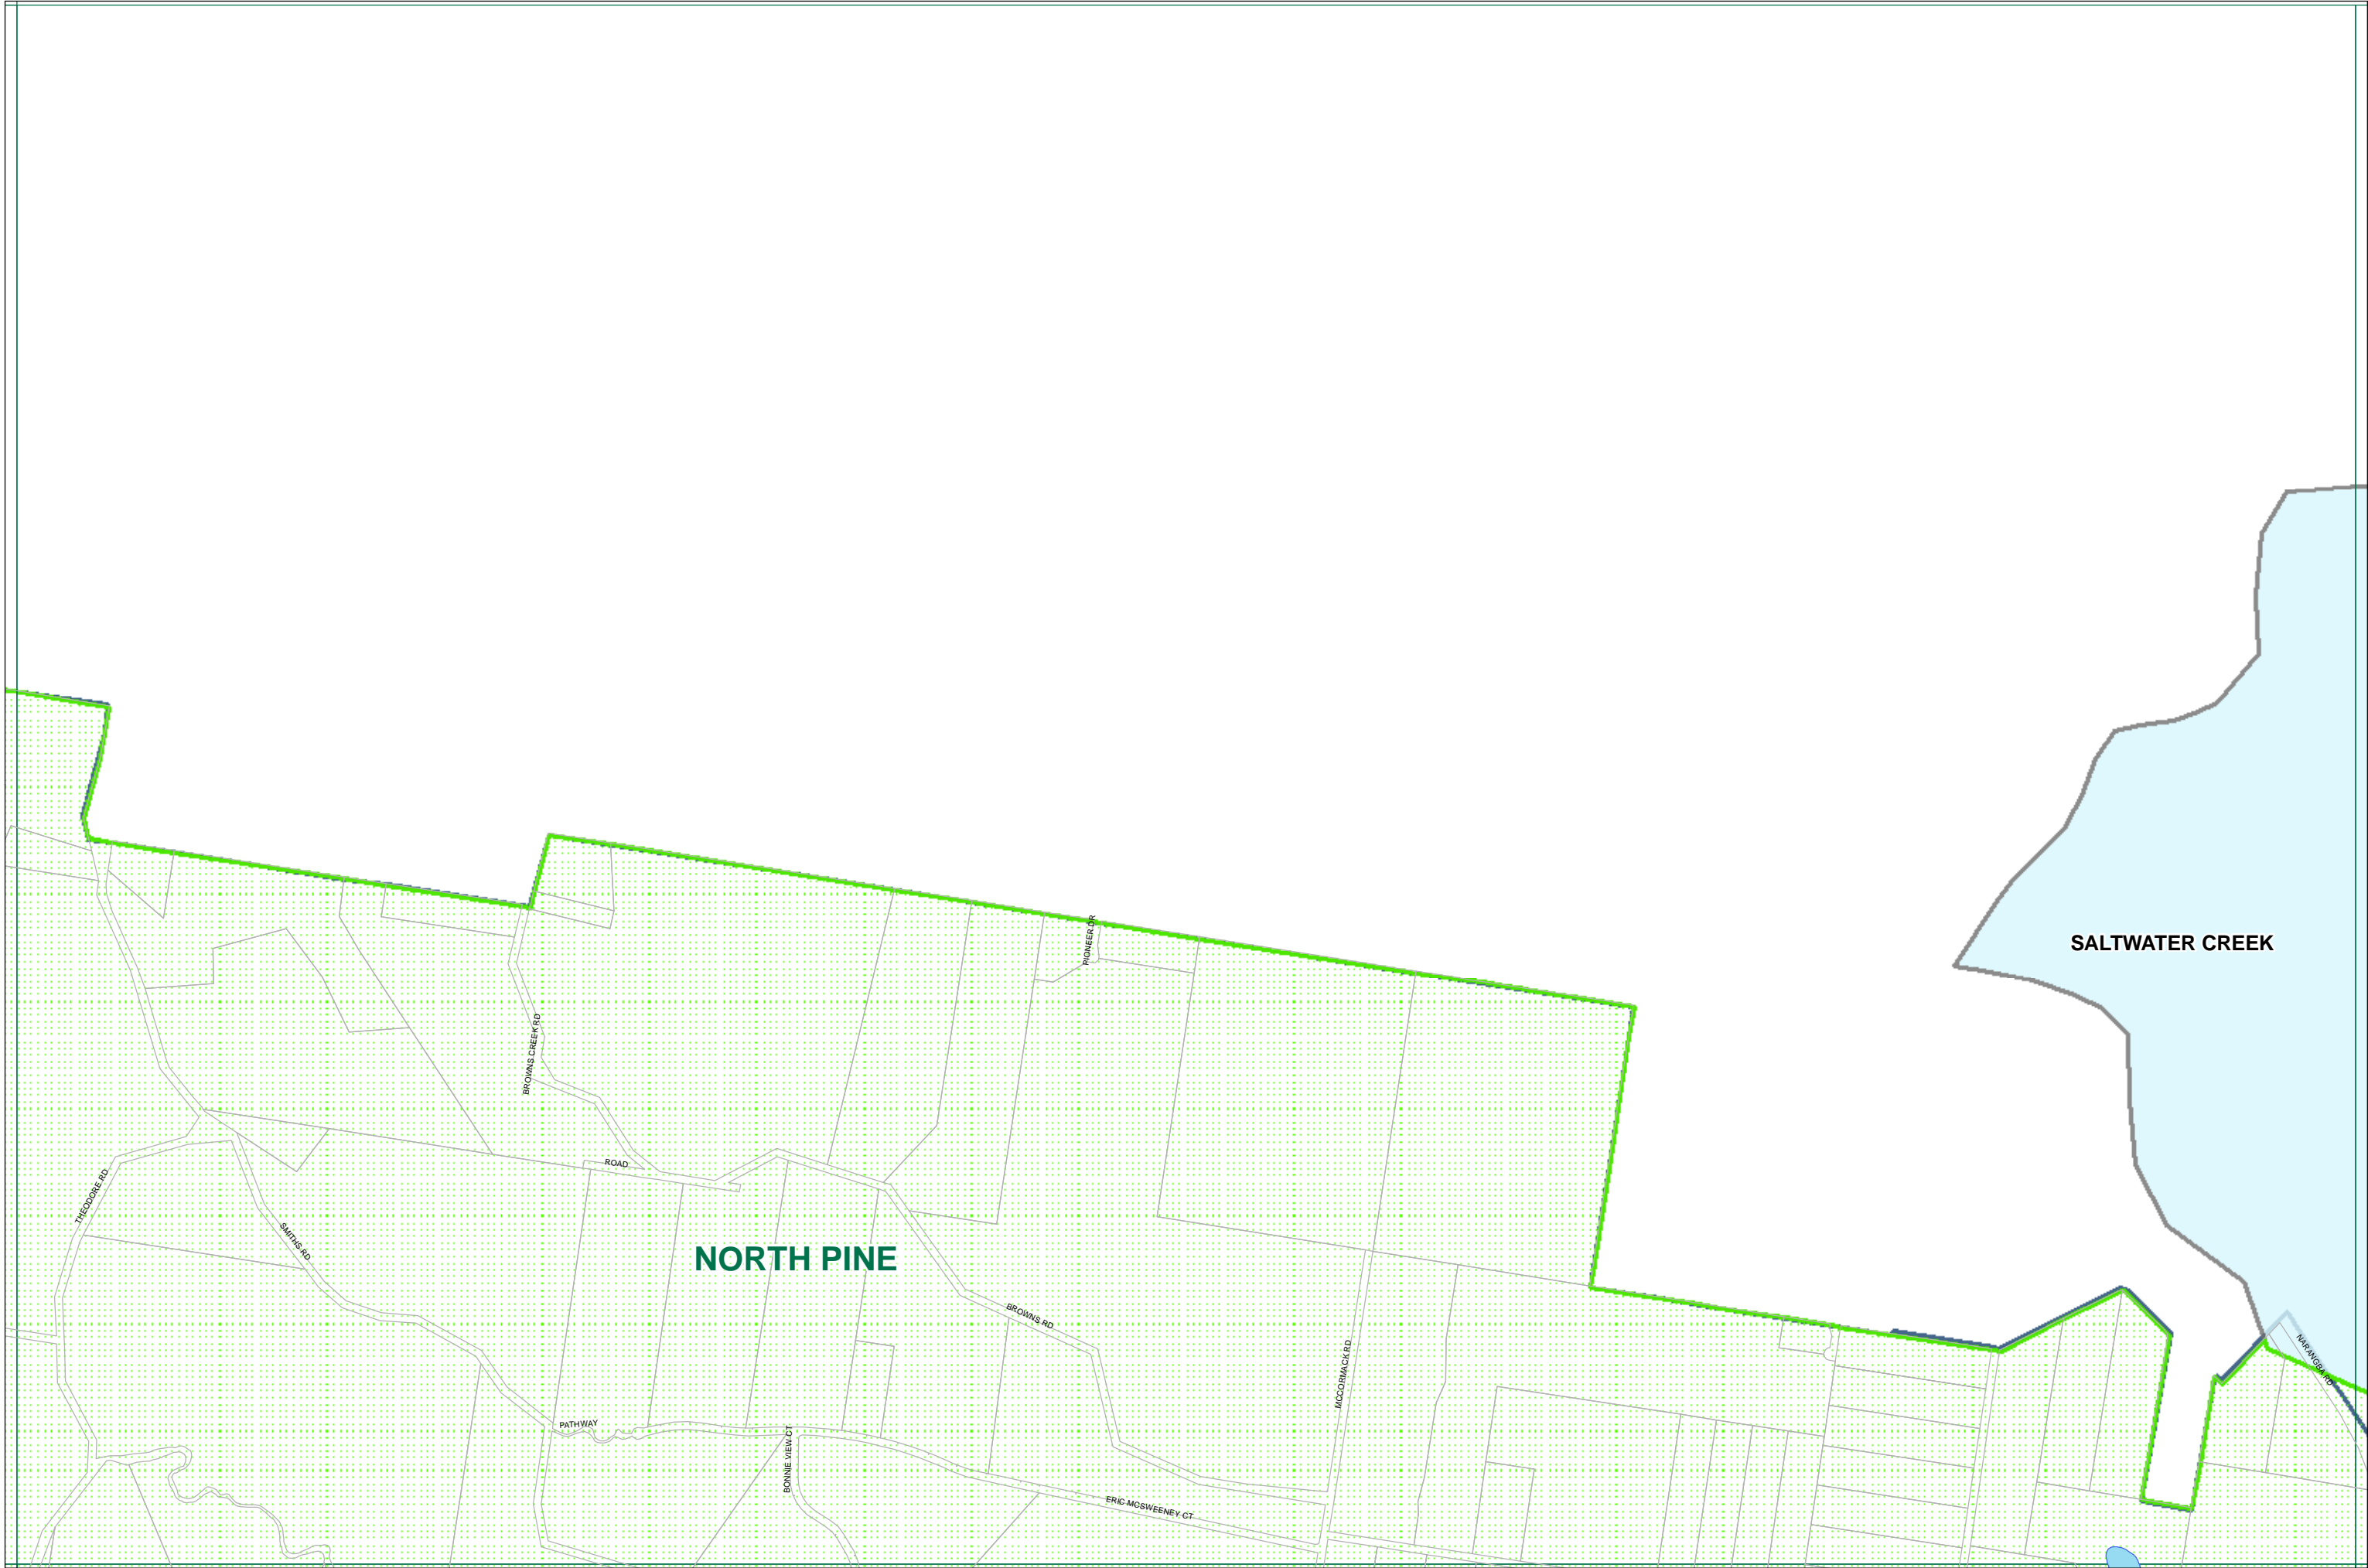 PIONEER DR
SALTWATER CREEK
BROWNS CREEK RD
ROAD
THEODORE RD
SMITHS RD
NORTH PINE
BROWNS RD
NARANGBA RD
MCCORMACK RD
PATHWAY
BONNIE VIEW CT
ERIC MCSWEENEY CT